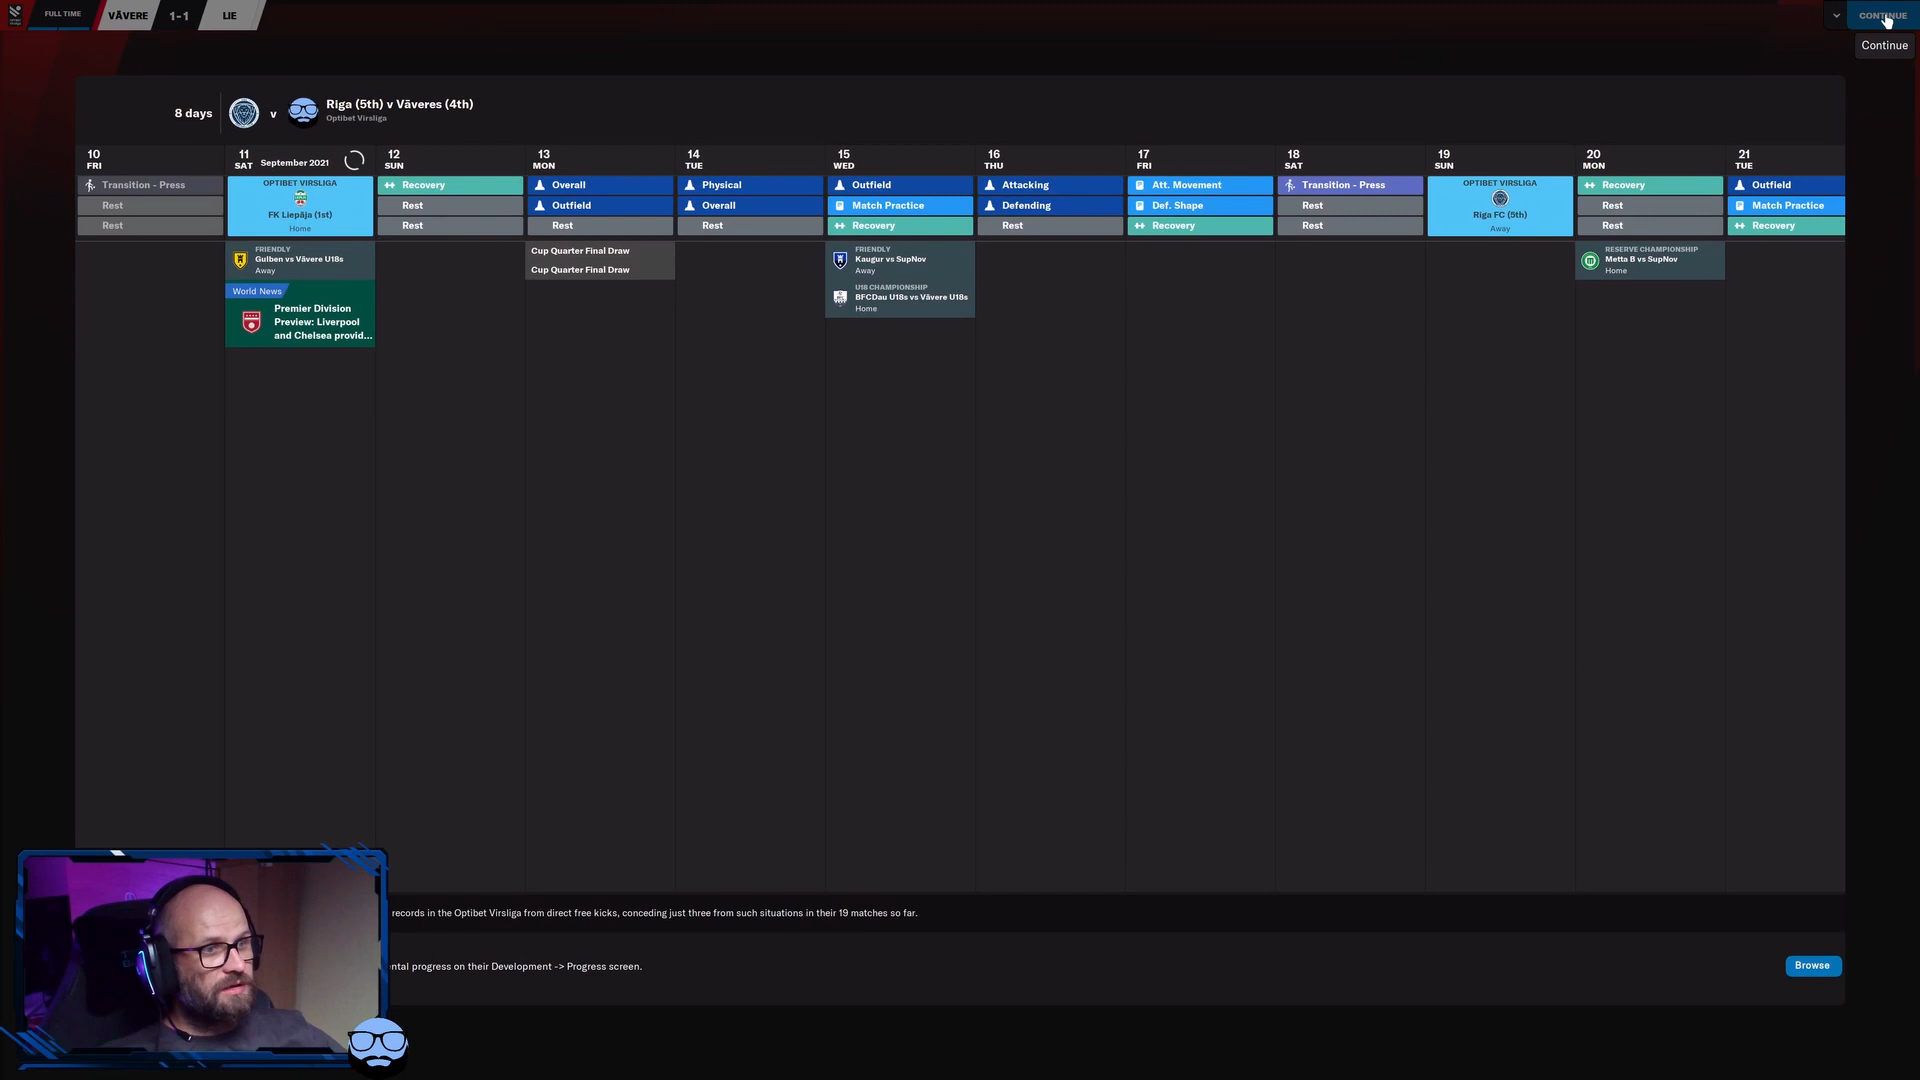 FULL TIME
VĀVERE
1-1
LIE
CONTINUE
Continue
8 days
v
Riga (5th) v Vāveres (4th)
Optibet Virsliga
10
FRI
11
SAT
September 2021
12
SUN
13
MON
14
TUE
15
WED
16
THU
17
FRI
18
SAT
19
SUN
20
MON
21
TUE
Transition - Press
Rest
Rest
OPTIBET VIRSLIGA
FK Liepāja (1st)
Home
Recovery
Rest
Rest
Overall
Outfield
Rest
Physical
Overall
Rest
Outfield
Match Practice
Recovery
Attacking
Defending
Rest
Att. Movement
Def. Shape
Recovery
Transition - Press
Rest
Rest
OPTIBET VIRSLIGA
Riga FC (5th)
Away
Recovery
Rest
Rest
Outfield
Match Practice
Recovery
FRIENDLY
Gulben vs Vāvere U18s
Away
World News
Premier Division
Preview: Liverpool
and Chelsea provid...
Cup Quarter Final Draw
Cup Quarter Final Draw
FRIENDLY
Kaugur vs SupNov
Away
U18 CHAMPIONSHIP
BFCDau U18s vs Vāvere U18s
Home
RESERVE CHAMPIONSHIP
Metta B vs SupNov
Home
records in the Optibet Virsliga from direct free kicks, conceding just three from such situations in their 19 matches so far.
ental progress on their Development -> Progress screen.
Browse